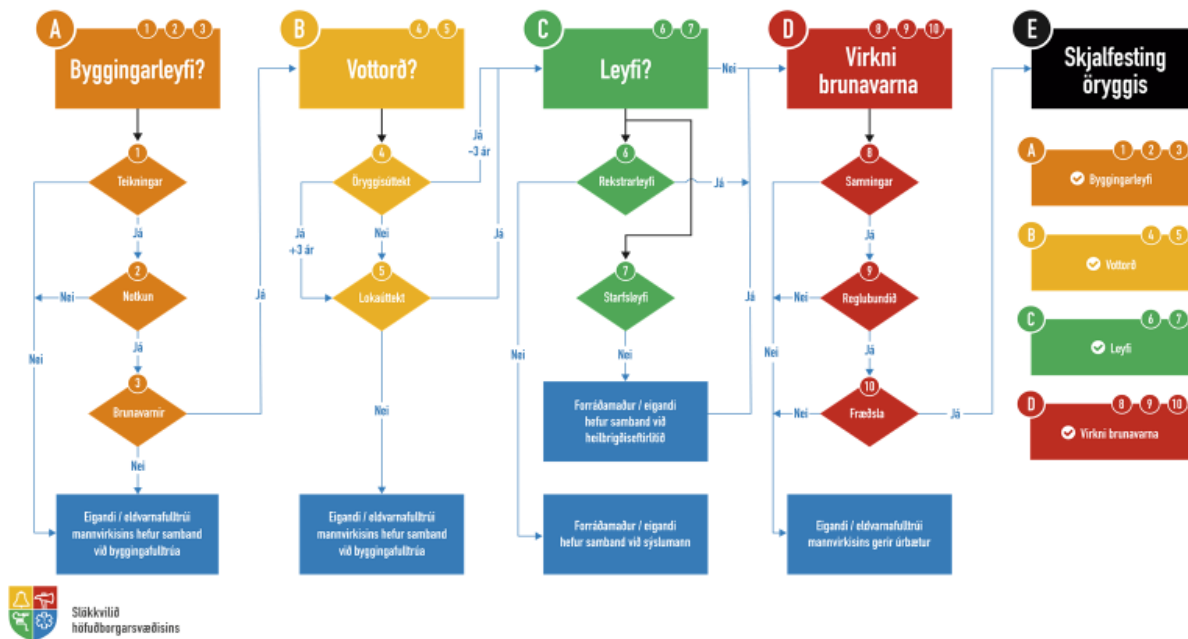 A
1 2 3
Byggingarleyfi?
1
Teikningar
Já
2
Notkun
Nei
Já
Nei
3
Brunavarnir
Nei
Já
Eigandi / eldvarnafulltrúi
mannvirkisins hefur samband
við byggingafulltrúa
B
4 5
Vottorð?
4
Öryggisúttekt
Já
-3 ár
Já
+3 ár
Nei
Já
5
Lokaúttekt
Nei
Eigandi / eldvarnafulltrúi
mannvirkisins hefur samband
við byggingafulltrúa
C
6 7
Leyfi?
Nei
6
Rekstrarleyfi
Já
7
Starfsleyfi
Já
Nei
Nei
Forráðamaður / eigandi
hefur samband við
heilbrigðiseftirlitið
Forráðamaður / eigandi
hefur samband við sýslumann
D
8 9 10
Virkni
brunavarna
8
Samningar
Já
9
Reglubundið
Nei
Já
Nei
10
Fræðsla
Nei
Já
Eigandi / eldvarnafulltrúi
mannvirkisins gerir úrbætur
E
Skjalfesting
öryggis
A
1 2 3
Byggingarleyfi
B
4 5
Vottorð
C
6 7
Leyfi
D
8 9 10
Virkni brunavarna
Slökkvilið
höfuðborgarsvæðisins